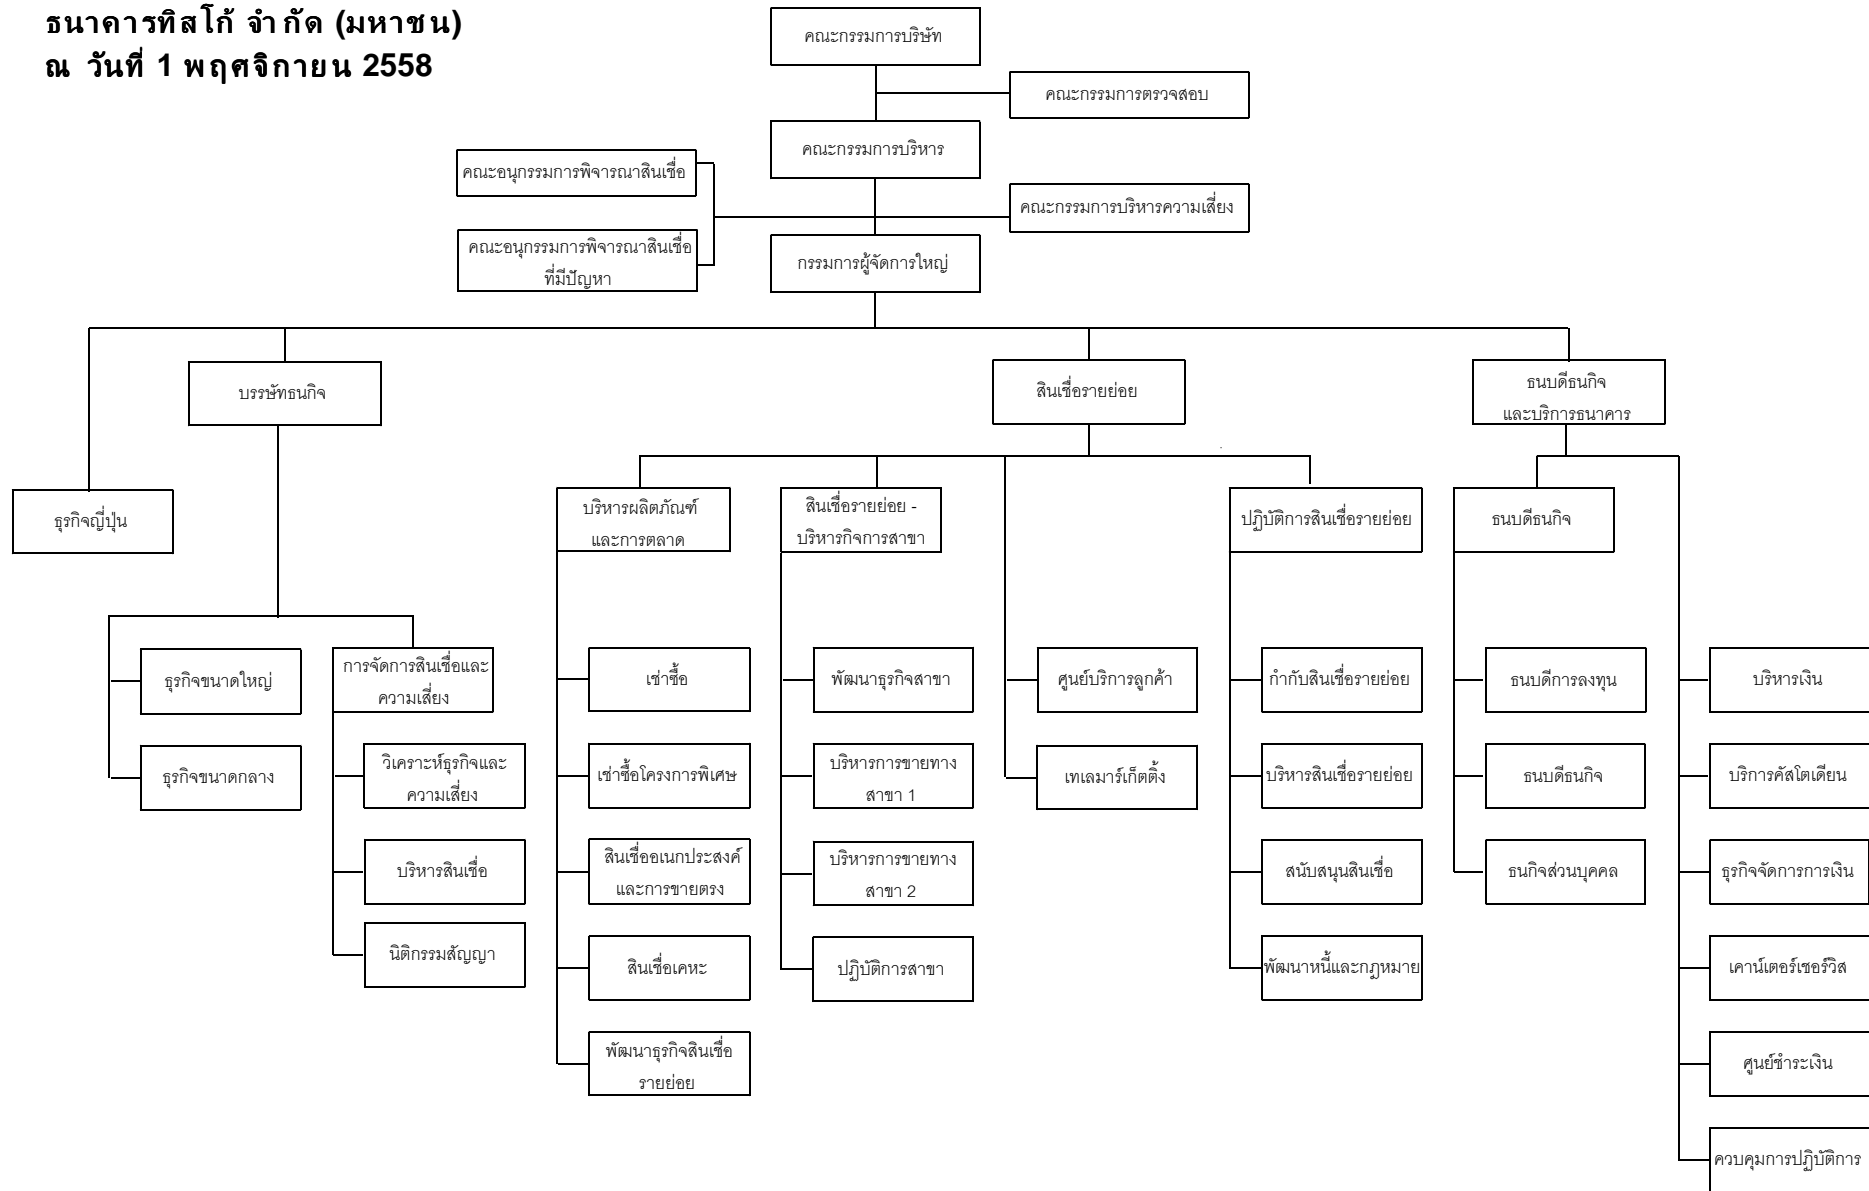 ธนาคารทิสโก้ จำกัด (มหาชน)
ณ วันที่ 1 พฤศจิกายน 2558
คณะกรรมการบริษัท
คณะกรรมการตรวจสอบ
คณะกรรมการบริหาร
คณะอนุกรรมการพิจารณาสินเชื่อ
คณะกรรมการบริหารความเสี่ยง
คณะอนุกรรมการพิจารณาสินเชื่อ
ที่มีปัญหา
กรรมการผู้จัดการใหญ่
บรรษัทธนกิจ
สินเชื่อรายย่อย
ธนบดีธนกิจ
และบริการธนาคาร
ธุรกิจญี่ปุ่น
บริหารผลิตภัณฑ์
และการตลาด
สินเชื่อรายย่อย -
บริหารกิจการสาขา
ปฏิบัติการสินเชื่อรายย่อย
ธนบดีธนกิจ
ธุรกิจขนาดใหญ่
การจัดการสินเชื่อและ
ความเสี่ยง
เช่าซื้อ
พัฒนาธุรกิจสาขา
ศูนย์บริการลูกค้า
กำกับสินเชื่อรายย่อย
ธนบดีการลงทุน
บริหารเงิน
ธุรกิจขนาดกลาง
วิเคราะห์ธุรกิจและ
ความเสี่ยง
เช่าซื้อโครงการพิเศษ
บริหารการขายทาง
สาขา 1
เทเลมาร์เก็ตติ้ง
บริหารสินเชื่อรายย่อย
ธนบดีธนกิจ
บริการคัสโตเดียน
บริหารสินเชื่อ
สินเชื่ออเนกประสงค์
และการขายตรง
บริหารการขายทาง
สาขา 2
สนับสนุนสินเชื่อ
ธนกิจส่วนบุคคล
ธุรกิจจัดการการเงิน
นิติกรรมสัญญา
สินเชื่อเคหะ
ปฏิบัติการสาขา
พัฒนาหนี้และกฎหมาย
เคาน์เตอร์เซอร์วิส
พัฒนาธุรกิจสินเชื่อ
รายย่อย
ศูนย์ชำระเงิน
ควบคุมการปฏิบัติการ